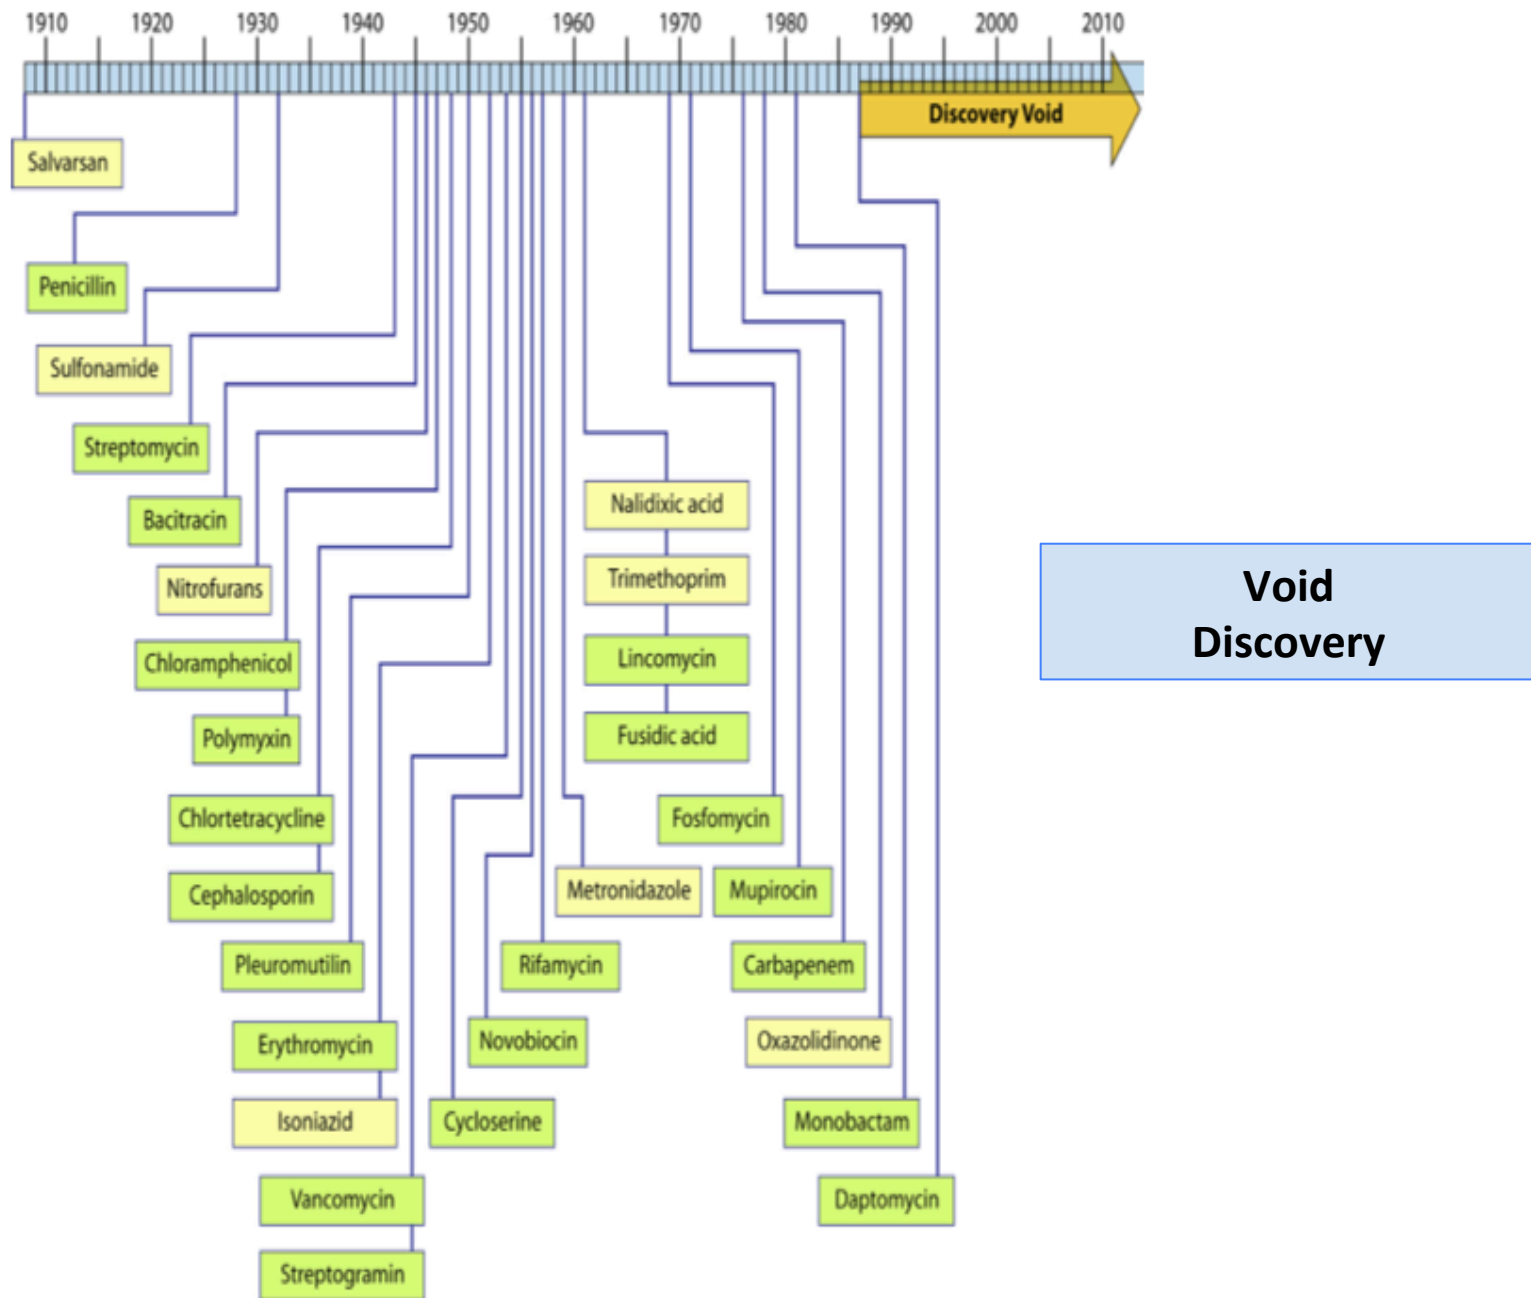 1910 1920 1930 1940 1950 1960 1970 1980 1990 2000 2010
Discovery Void
Salvarsan
Penicillin
Sulfonamide
Streptomycin
Bacitracin
Nitrofurans
Chloramphenicol
Polymyxin
Chlortetracycline
Cephalosporin
Pleuromutilin
Erythromycin
Isoniazid
Vancomycin
Streptogramin
Cycloserine
Novobiocin
Rifamycin
Metronidazole
Nalidixic acid
Trimethoprim
Lincomycin
Fusidic acid
Fosfomycin
Mupirocin
Carbapenem
Oxazolidinone
Monobactam
Daptomycin
Void
Discovery